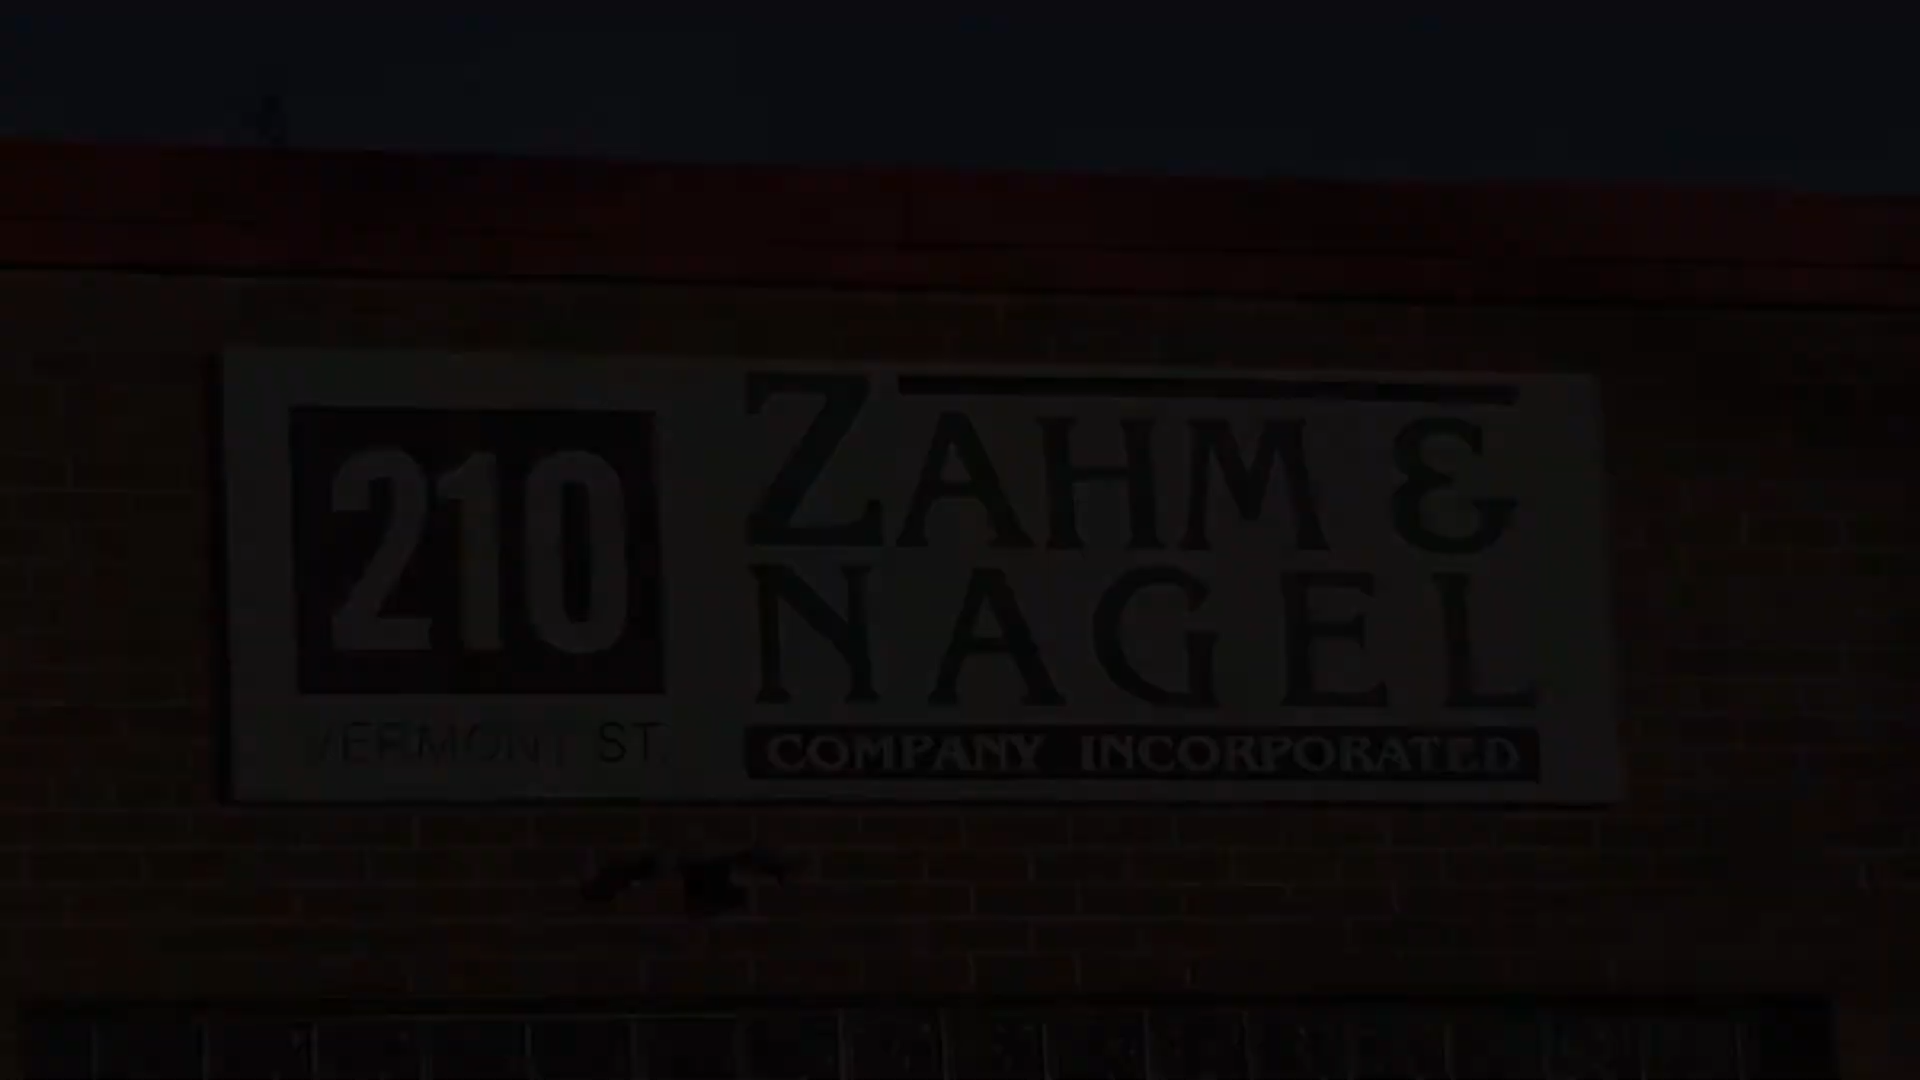 210
VERMONT ST.
ZAHM &
NAGEL
COMPANY INCORPORATED